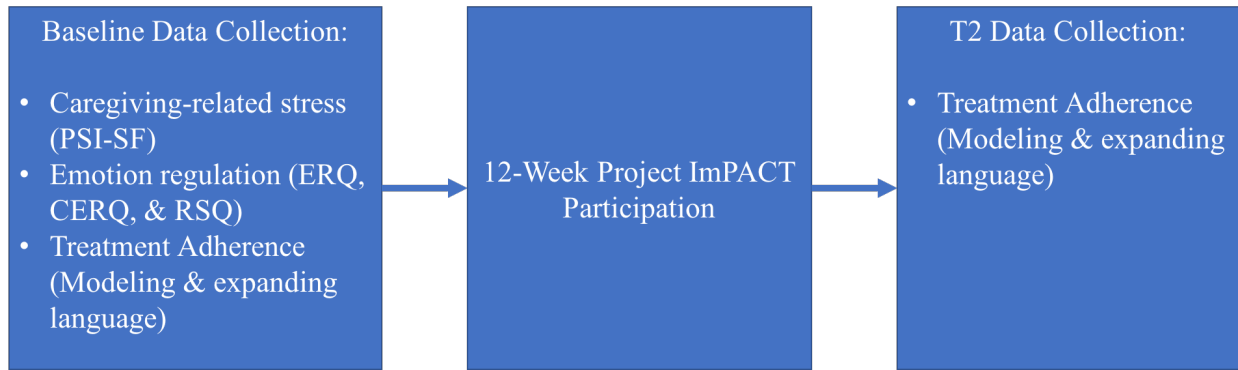 Baseline Data Collection:
• Caregiving-related stress
(PSI-SF)
• Emotion regulation (ERQ,
CERQ, & RSQ)
• Treatment Adherence
(Modeling & expanding
language)
12-Week Project ImPACT
Participation
T2 Data Collection:
• Treatment Adherence
(Modeling & expanding
language)